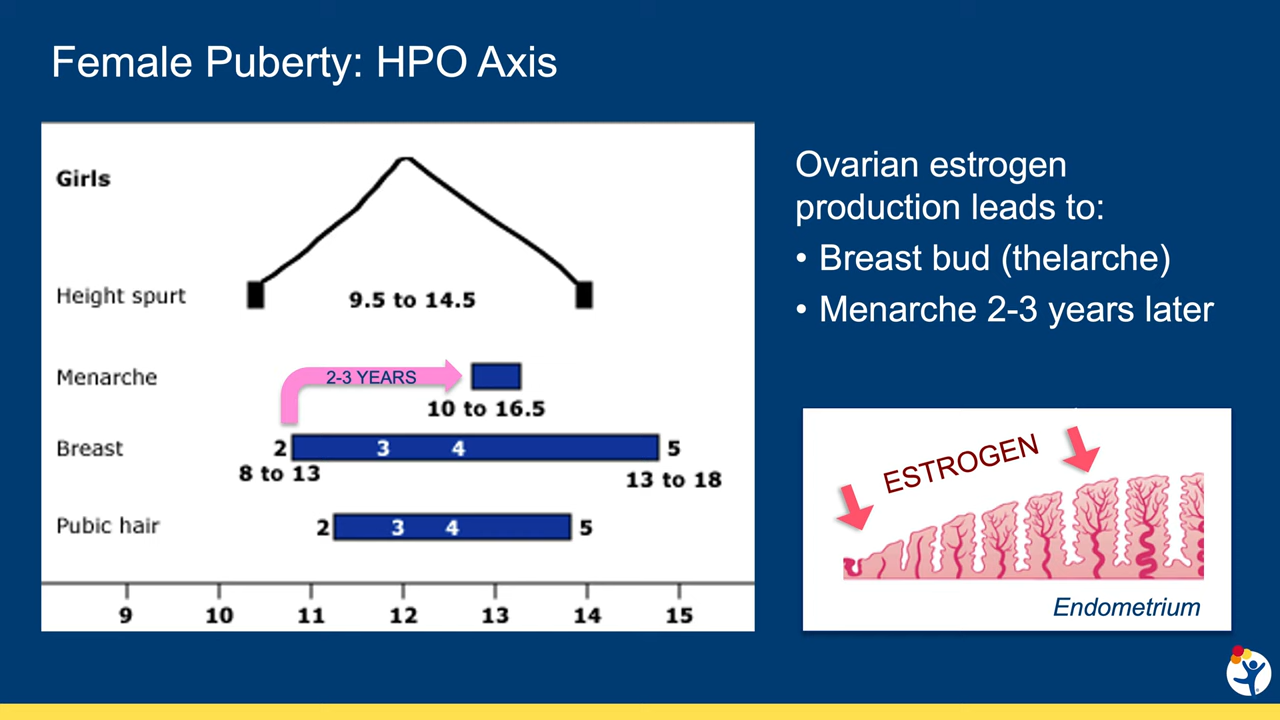 Female Puberty: HPO Axis
Girls
Height spurt
9.5 to 14.5
Menarche
2-3 YEARS
10 to 16.5
Breast
2 3 4 5
8 to 13
13 to 18
Pubic hair
2 3 4 5
9 10 11 12 13 14 15
Ovarian estrogen
production leads to:
• Breast bud (thelarche)
• Menarche 2-3 years later
ESTROGEN
Endometrium